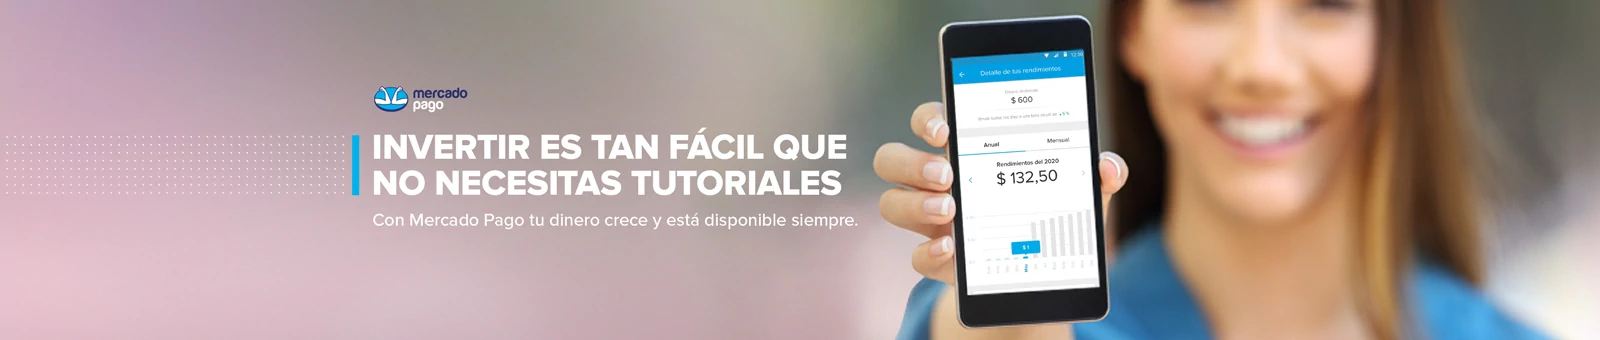 mercado
pago
INVERTIR ES TAN FÁCIL QUE
NO NECESITAS TUTORIALES
Con Mercado Pago tu dinero crece y está disponible siempre.
Detalle de tus rendimientos
$ 600
Anual
Mensual
Rendimientos del 2020
$ 132,50
$ 1